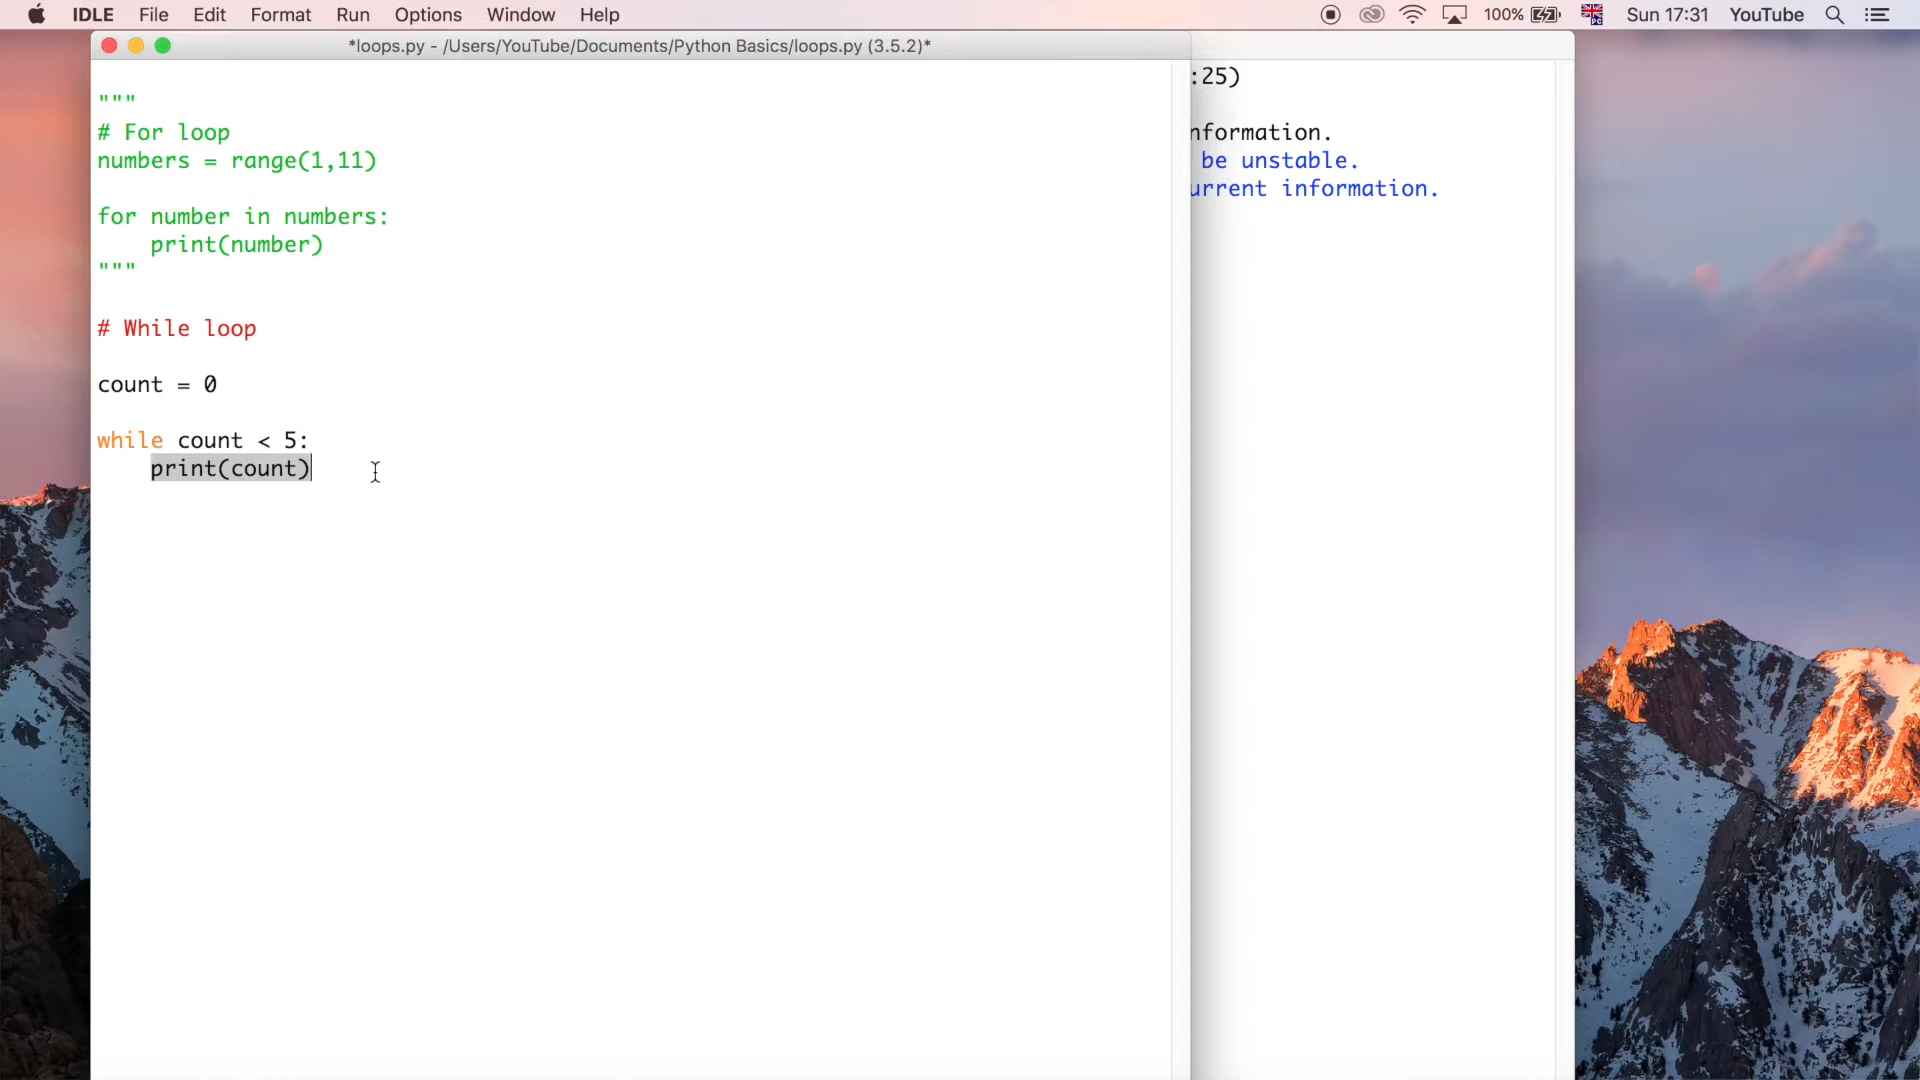 IDLE File Edit Format Run Options Window Help 100% Sun 17:31 YouTube
*loops.py - /Users/YouTube/Documents/Python Basics/loops.py (3.5.2)*
"""
# For loop
numbers = range(1,11)
for number in numbers:
print(number)
"""
# While loop
count = 0
while count < 5:
print(count)
:25)
nformation.
be unstable.
urrent information.